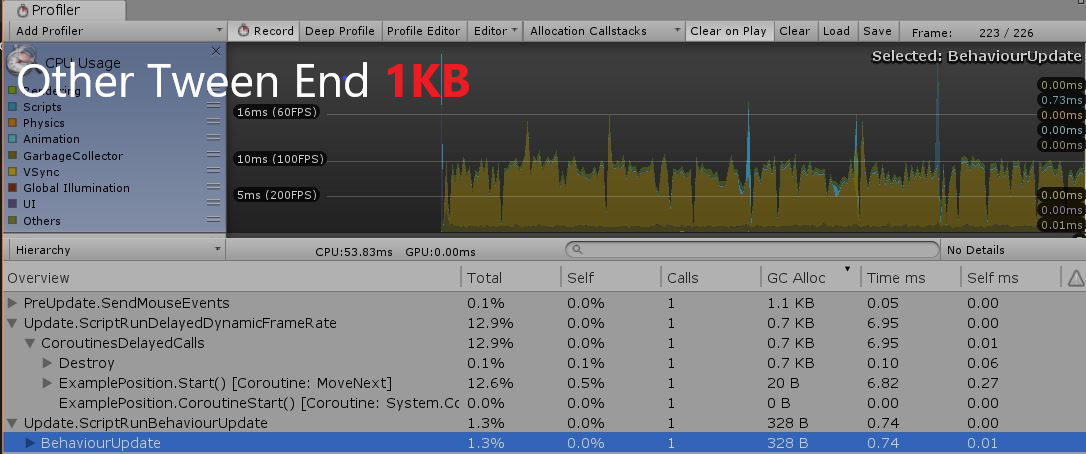 Profiler
Add Profiler Record Deep Profile Profile Editor Editor Allocation Callstacks Clear on Play Clear Load Save Frame: 223 / 226
CPU Usage
Selected: BehaviourUpdate
Other Tween End 1KB
Rendering
Scripts
Physics
Animation
GarbageCollector
VSync
Global Illumination
UI
Others
16ms (60FPS)
10ms (100FPS)
5ms (200FPS)
0.00ms
0.73ms
0.00ms
0.00ms
0.00ms
0.00ms
0.00ms
0.01ms
Hierarchy CPU:53.83ms GPU:0.00ms No Details
Overview Total Self Calls GC Alloc Time ms Self ms
PreUpdate.SendMouseEvents 0.1% 0.0% 1 1.1 KB 0.05 0.00
Update.ScriptRunDelayedDynamicFrameRate 12.9% 0.0% 1 0.7 KB 6.95 0.00
CoroutinesDelayedCalls 12.9% 0.0% 1 0.7 KB 6.95 0.01
Destroy 0.1% 0.1% 1 0.7 KB 0.10 0.06
ExamplePosition.Start() [Coroutine: MoveNext] 12.6% 0.5% 1 20 B 6.82 0.27
ExamplePosition.CoroutineStart() [Coroutine: System.Cc 0.0% 0.0% 1 0 B 0.00 0.00
Update.ScriptRunBehaviourUpdate 1.3% 0.0% 1 328 B 0.74 0.00
BehaviourUpdate 1.3% 0.0% 1 328 B 0.74 0.01